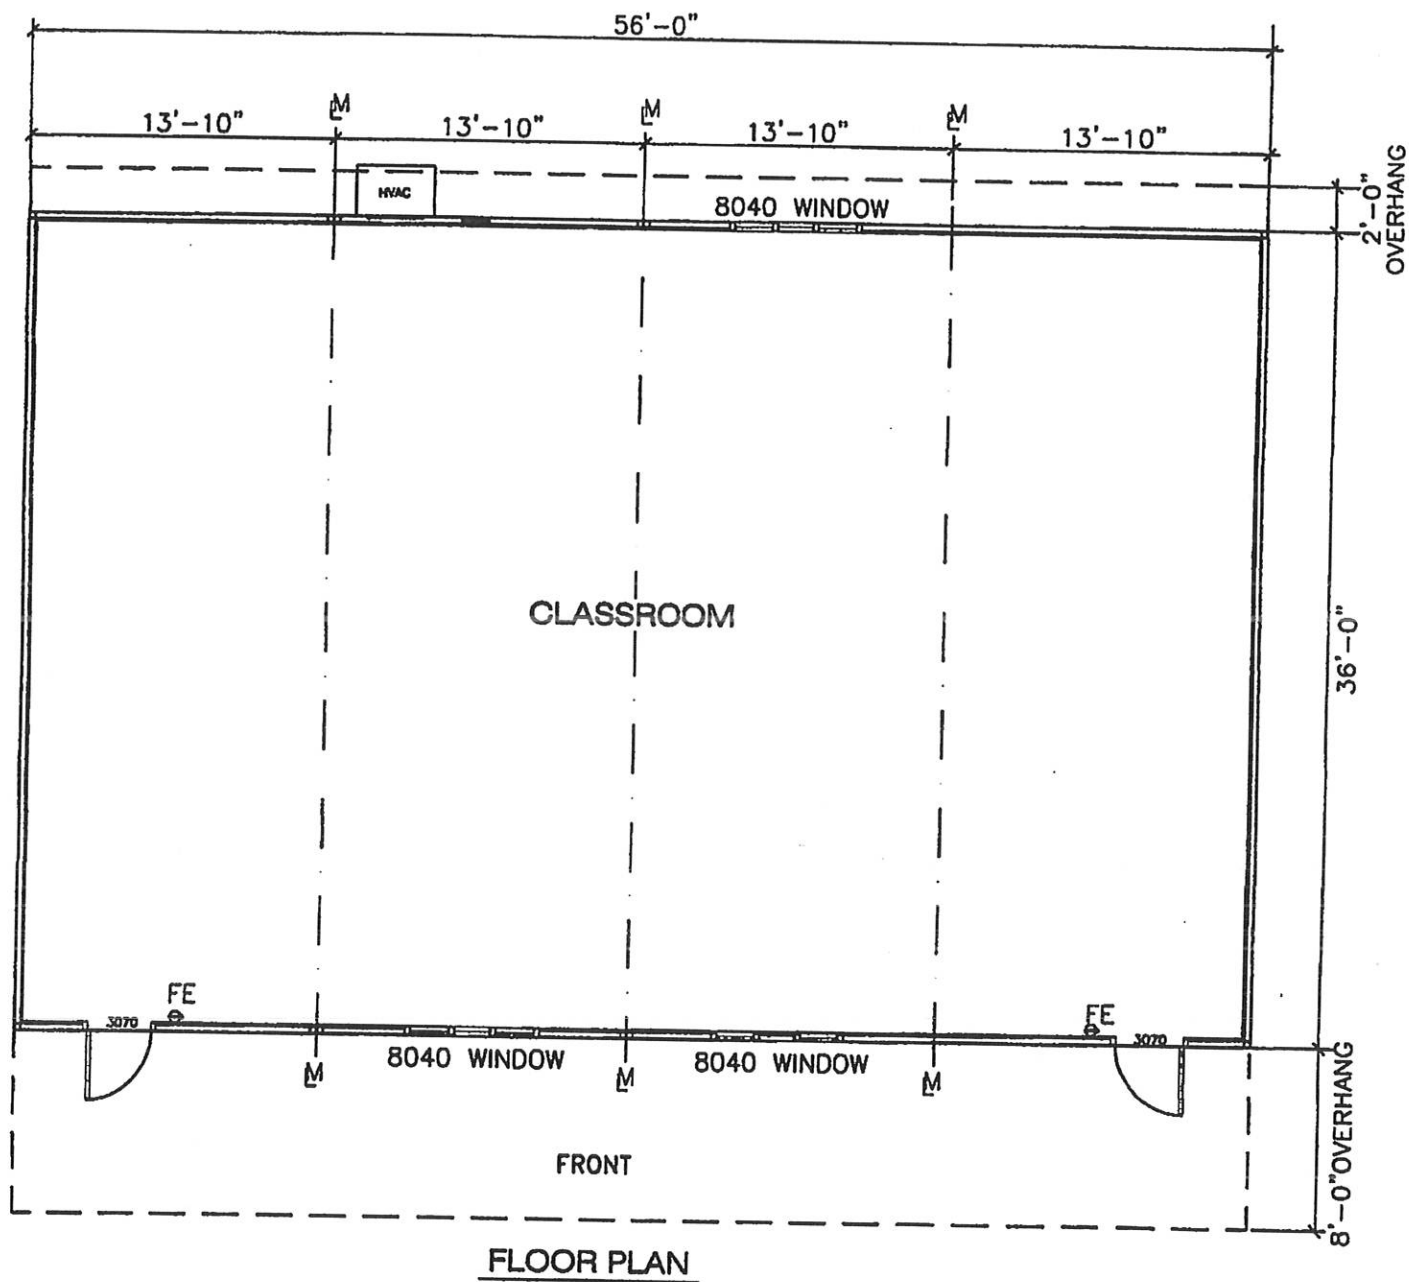 56'-0"
M M M
13'-10" 13'-10" 13'-10" 13'-10"
HVAC
8040 WINDOW
2'-0"
OVERHANG
CLASSROOM
36'-0"
FE
3070
FE
3070
8040 WINDOW
8040 WINDOW
M M M
8'-0"OVERHANG
FRONT
FLOOR PLAN